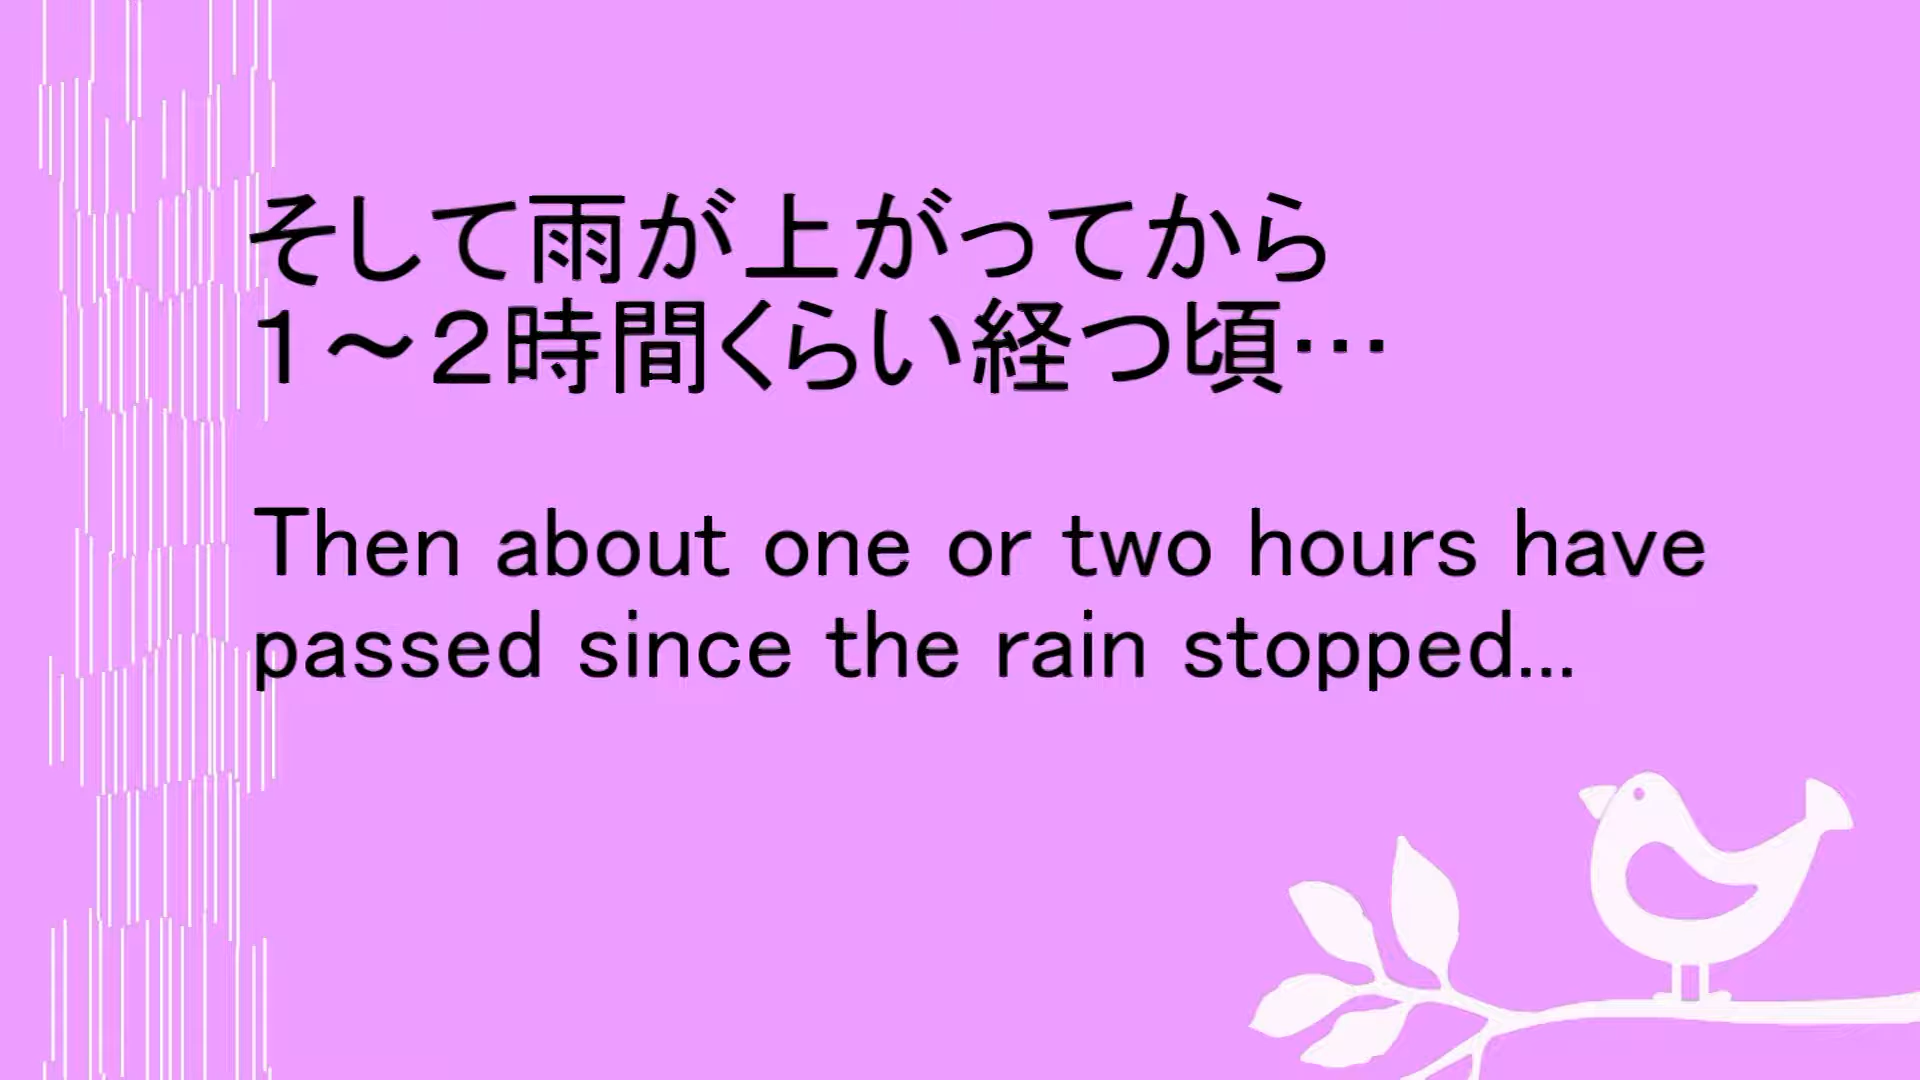 そして雨が上がってから
１～２時間くらい経つ頃…
Then about one or two hours have
passed since the rain stopped...